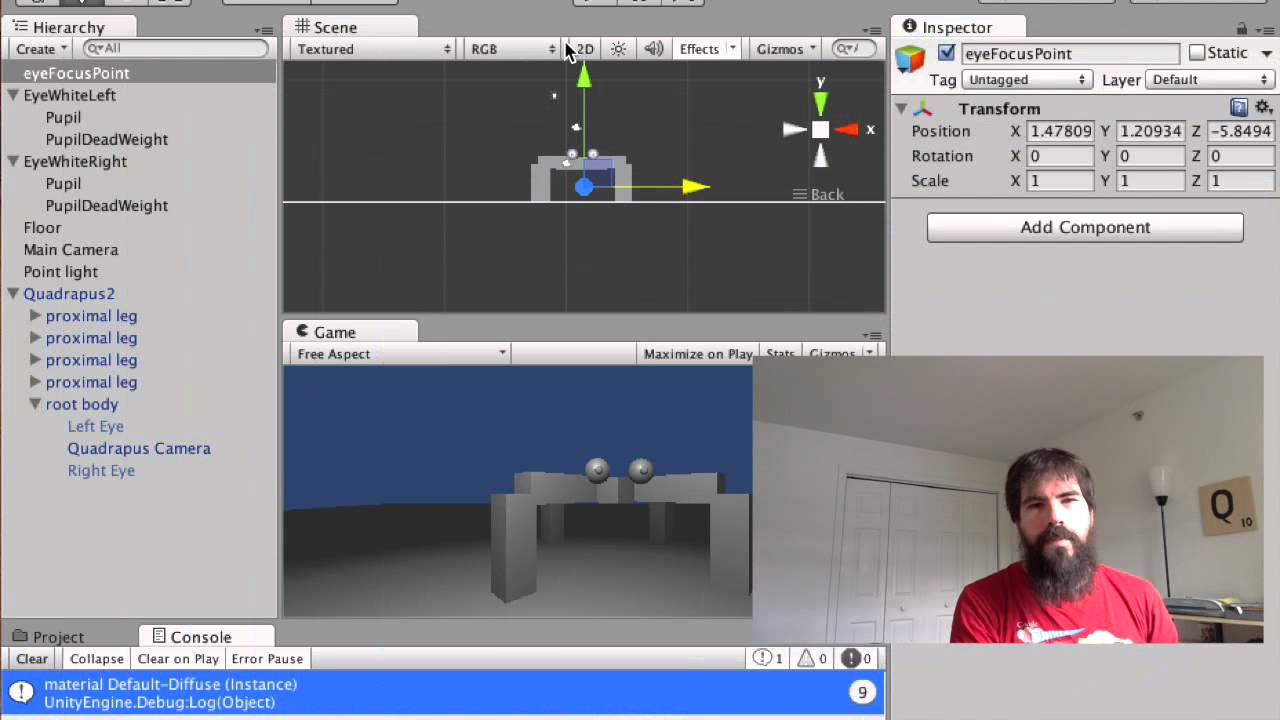 Hierarchy
Create
All
eyeFocusPoint
EyeWhiteLeft
Pupil
PupilDeadWeight
EyeWhiteRight
Pupil
PupilDeadWeight
Floor
Main Camera
Point light
Quadrapus2
proximal leg
proximal leg
proximal leg
proximal leg
root body
Left Eye
Quadrapus Camera
Right Eye
Scene
Textured RGB 2D Effects Gizmos
y
x
Back
Game
Free Aspect Maximize on Play Stats Gizmos
Inspector
eyeFocusPoint Static
Tag Untagged Layer Default
Transform
Position X 1.47809 Y 1.20934 Z -5.8494
Rotation X 0 Y 0 Z 0
Scale X 1 Y 1 Z 1
Add Component
Q
10
Google
Project Console
Clear Collapse Clear on Play Error Pause 1 0 0
material Default-Diffuse (Instance)
UnityEngine.Debug:Log(Object)
9